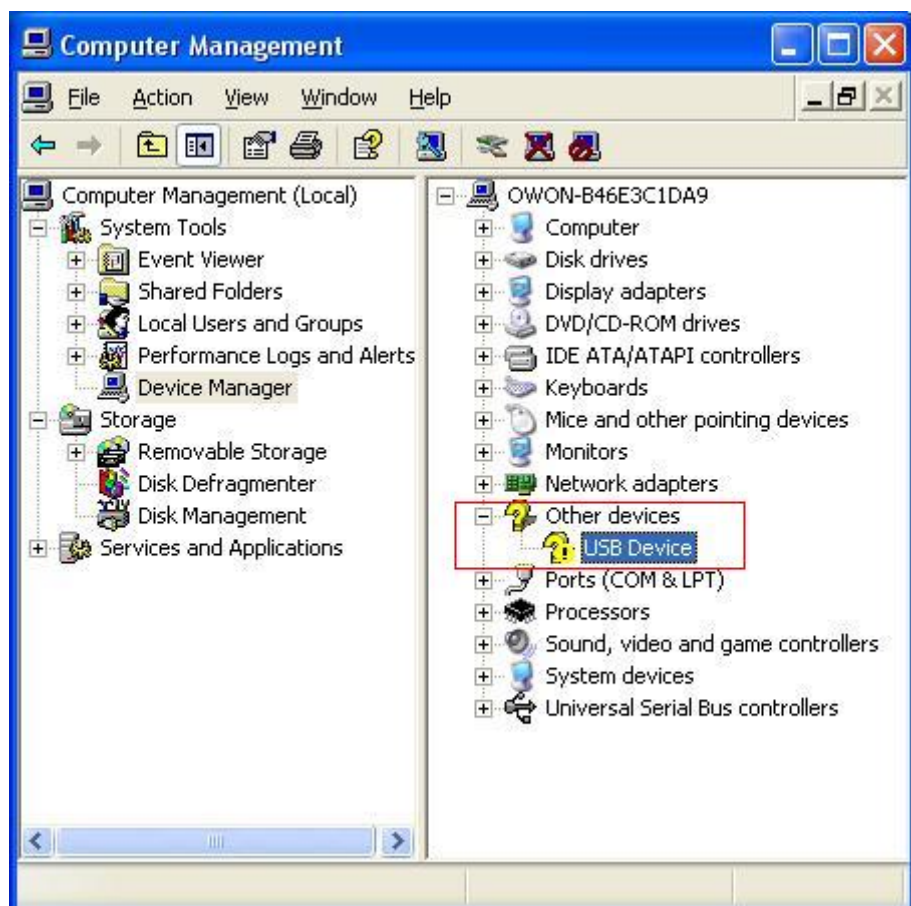 Computer Management
File Action View Window Help
Computer Management (Local)
System Tools
Event Viewer
Shared Folders
Local Users and Groups
Performance Logs and Alerts
Device Manager
Storage
Removable Storage
Disk Defragmenter
Disk Management
Services and Applications
OWON-B46E3C1DA9
Computer
Disk drives
Display adapters
DVD/CD-ROM drives
IDE ATA/ATAPI controllers
Keyboards
Mice and other pointing devices
Monitors
Network adapters
Other devices
USB Device
Ports (COM & LPT)
Processors
Sound, video and game controllers
System devices
Universal Serial Bus controllers